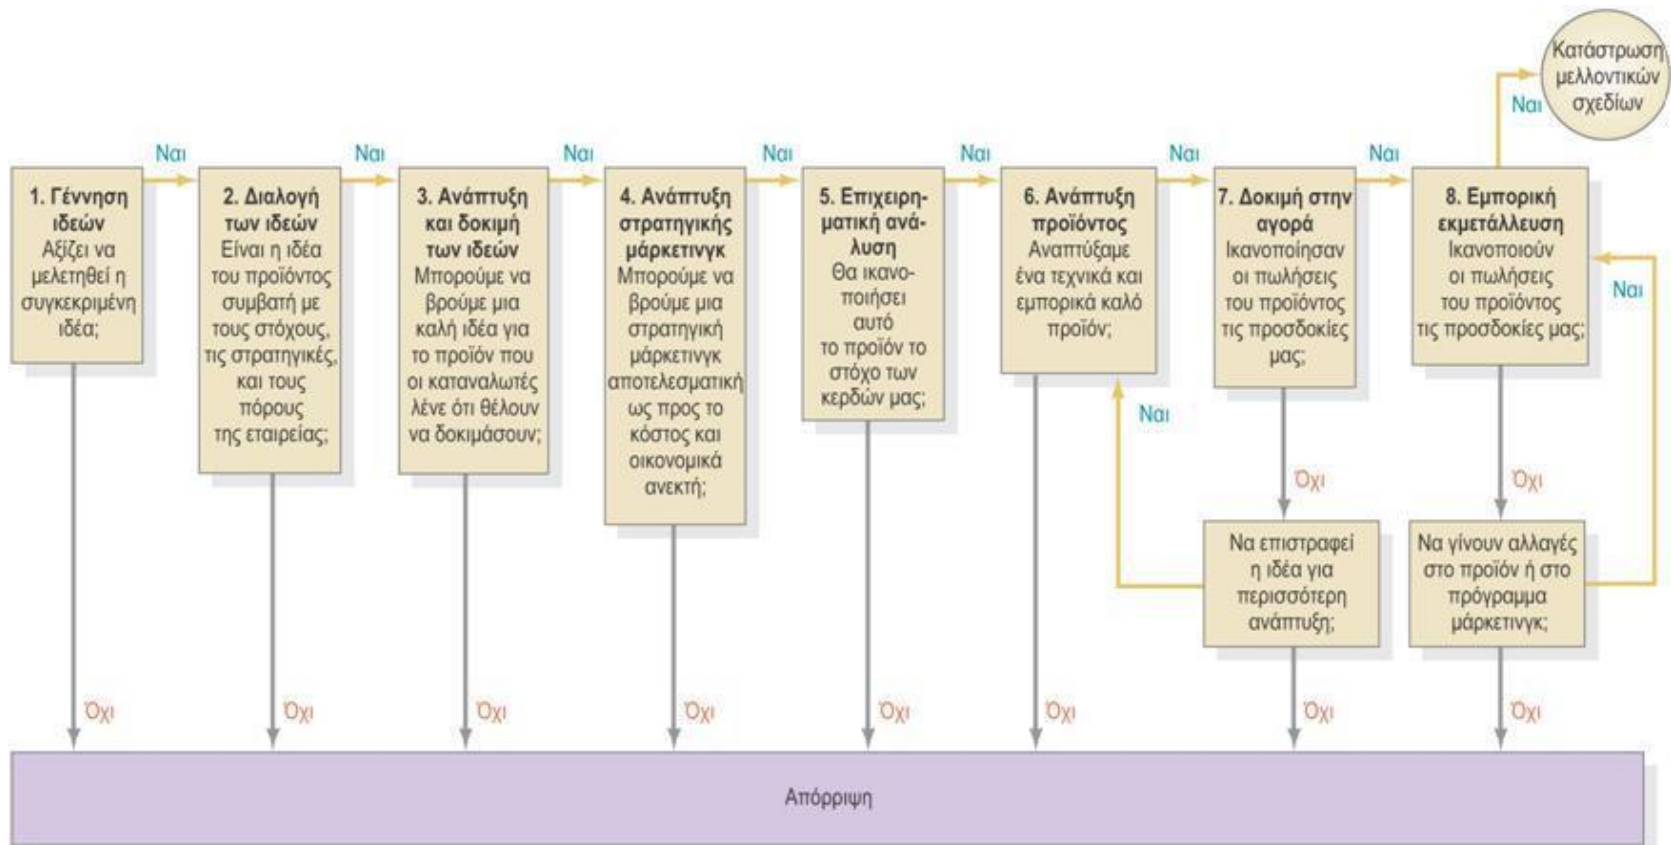 Κατάστρωση
μελλοντικών
σχεδίων
Ναι
Ναι
Ναι
Ναι
Ναι
Ναι
Ναι
Ναι
1. Γέννηση
ιδεών
Αξίζει να
μελετηθεί η
συγκεκριμένη
ιδέα;
2. Διαλογή
των ιδεών
Είναι η ιδέα
του προϊόντος
συμβατή με
τους στόχους,
τις στρατηγικές,
και τους
πόρους
της εταιρείας;
3. Ανάπτυξη
και δοκιμή
των ιδεών
Μπορούμε να
βρούμε μια
καλή ιδέα για
το προϊόν που
οι καταναλωτές
λένε ότι θέλουν
να δοκιμάσουν;
4. Ανάπτυξη
στρατηγικής
μάρκετινγκ
Μπορούμε να
βρούμε μια
στρατηγική
μάρκετινγκ
αποτελεσματική
ως προς το
κόστος και
οικονομικά
ανεκτή;
5. Επιχειρη-
ματική ανά-
λυση
Θα ικανο-
ποιήσει
αυτό
το προϊόν το
στόχο των
κερδών μας;
6. Ανάπτυξη
προϊόντος
Αναπτύξαμε
ένα τεχνικά και
εμπορικά καλό
προϊόν;
7. Δοκιμή στην
αγορά
Ικανοποίησαν
οι πωλήσεις
του προϊόντος
τις προσδοκίες
μας;
8. Εμπορική
εκμετάλλευση
Ικανοποιούν
οι πωλήσεις
του προϊόντος
τις προσδοκίες μας;
Ναι
Ναι
Όχι
Όχι
Να επιστραφεί
η ιδέα για
περισσότερη
ανάπτυξη;
Να γίνουν αλλαγές
στο προϊόν ή στο
πρόγραμμα
μάρκετινγκ;
Όχι
Όχι
Όχι
Όχι
Όχι
Όχι
Όχι
Όχι
Απόρριψη